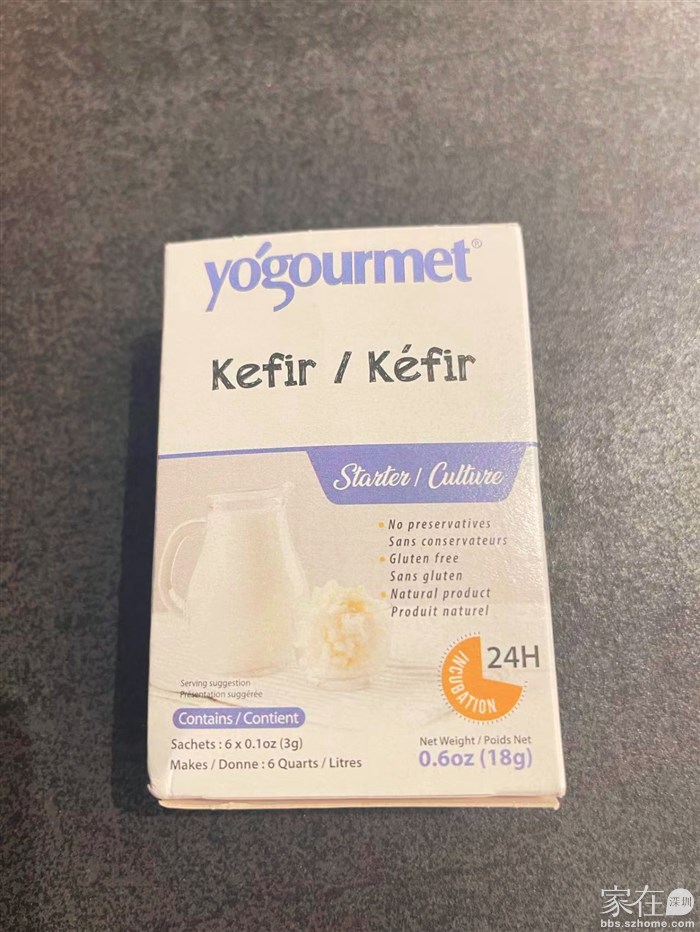 yógourmet®
Kefir / Kéfir
Starter / Culture
• No preservatives
Sans conservateurs
• Gluten free
Sans gluten
• Natural product
Produit naturel
24H
INCUBATION
Serving suggestion
Présentation suggérée
Contains / Contient
Sachets : 6 x 0.1oz (3g)
Makes / Donne : 6 Quarts / Litres
Net Weight / Poids Net
0.6oz (18g)
家在 深圳
bbs.szhome.com